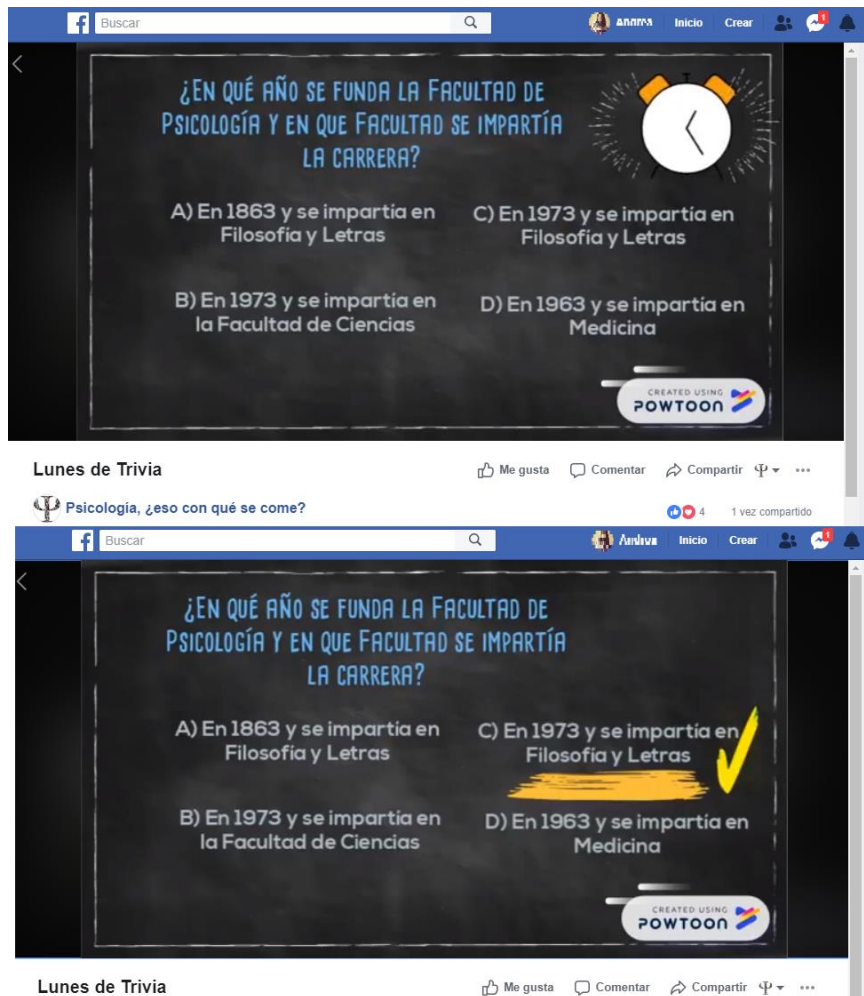 Buscar
Andrea Inicio Crear 1
¿EN QUÉ AÑO SE FUNDA LA FACULTAD DE
PSICOLOGÍA Y EN QUE FACULTAD SE IMPARTÍA
LA CARRERA?
A) En 1863 y se impartía en
Filosofía y Letras
C) En 1973 y se impartía en
Filosofía y Letras
B) En 1973 y se impartía en
la Facultad de Ciencias
D) En 1963 y se impartía en
Medicina
CREATED USING
POWTOON
Lunes de Trivia
Me gusta Comentar Compartir Ψ ...
Psicología, ¿eso con qué se come?
4 1 vez compartido
Buscar
Inicio Crear 1
¿EN QUÉ AÑO SE FUNDA LA FACULTAD DE
PSICOLOGÍA Y EN QUE FACULTAD SE IMPARTÍA
LA CARRERA?
A) En 1863 y se impartía en
Filosofía y Letras
C) En 1973 y se impartía en
Filosofía y Letras
B) En 1973 y se impartía en
la Facultad de Ciencias
D) En 1963 y se impartía en
Medicina
CREATED USING
POWTOON
Lunes de Trivia
Me gusta Comentar Compartir Ψ ...